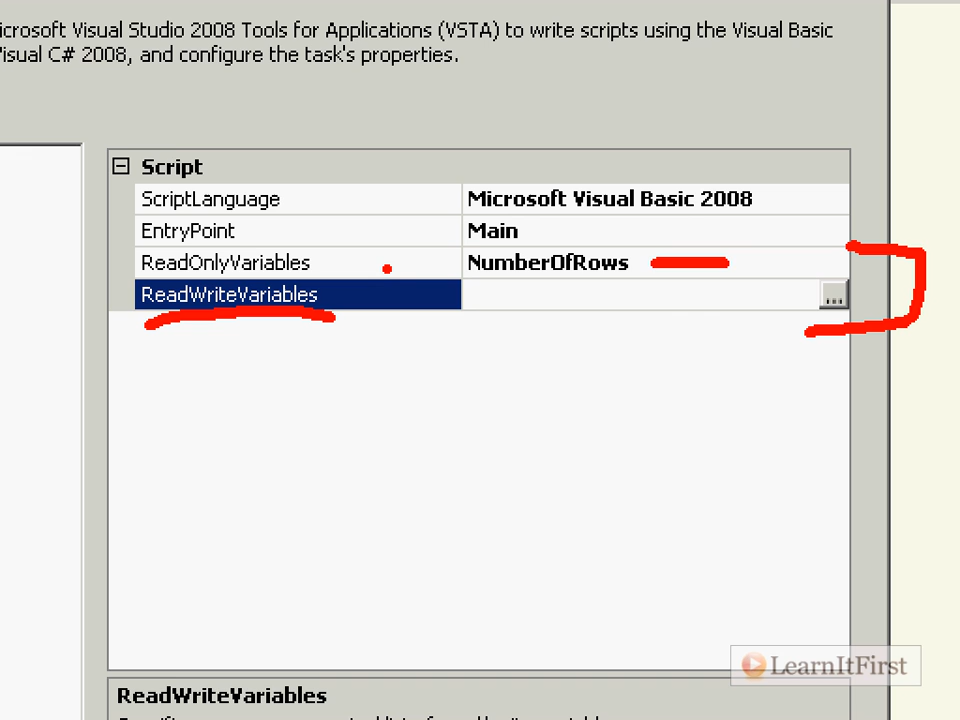 icrosoft Visual Studio 2008 Tools for Applications (VSTA) to write scripts using the Visual Basic
isual C# 2008, and configure the task's properties.
Script
ScriptLanguage Microsoft Visual Basic 2008
EntryPoint Main
ReadOnlyVariables NumberOfRows
ReadWriteVariables ...
LearnItFirst
ReadWriteVariables